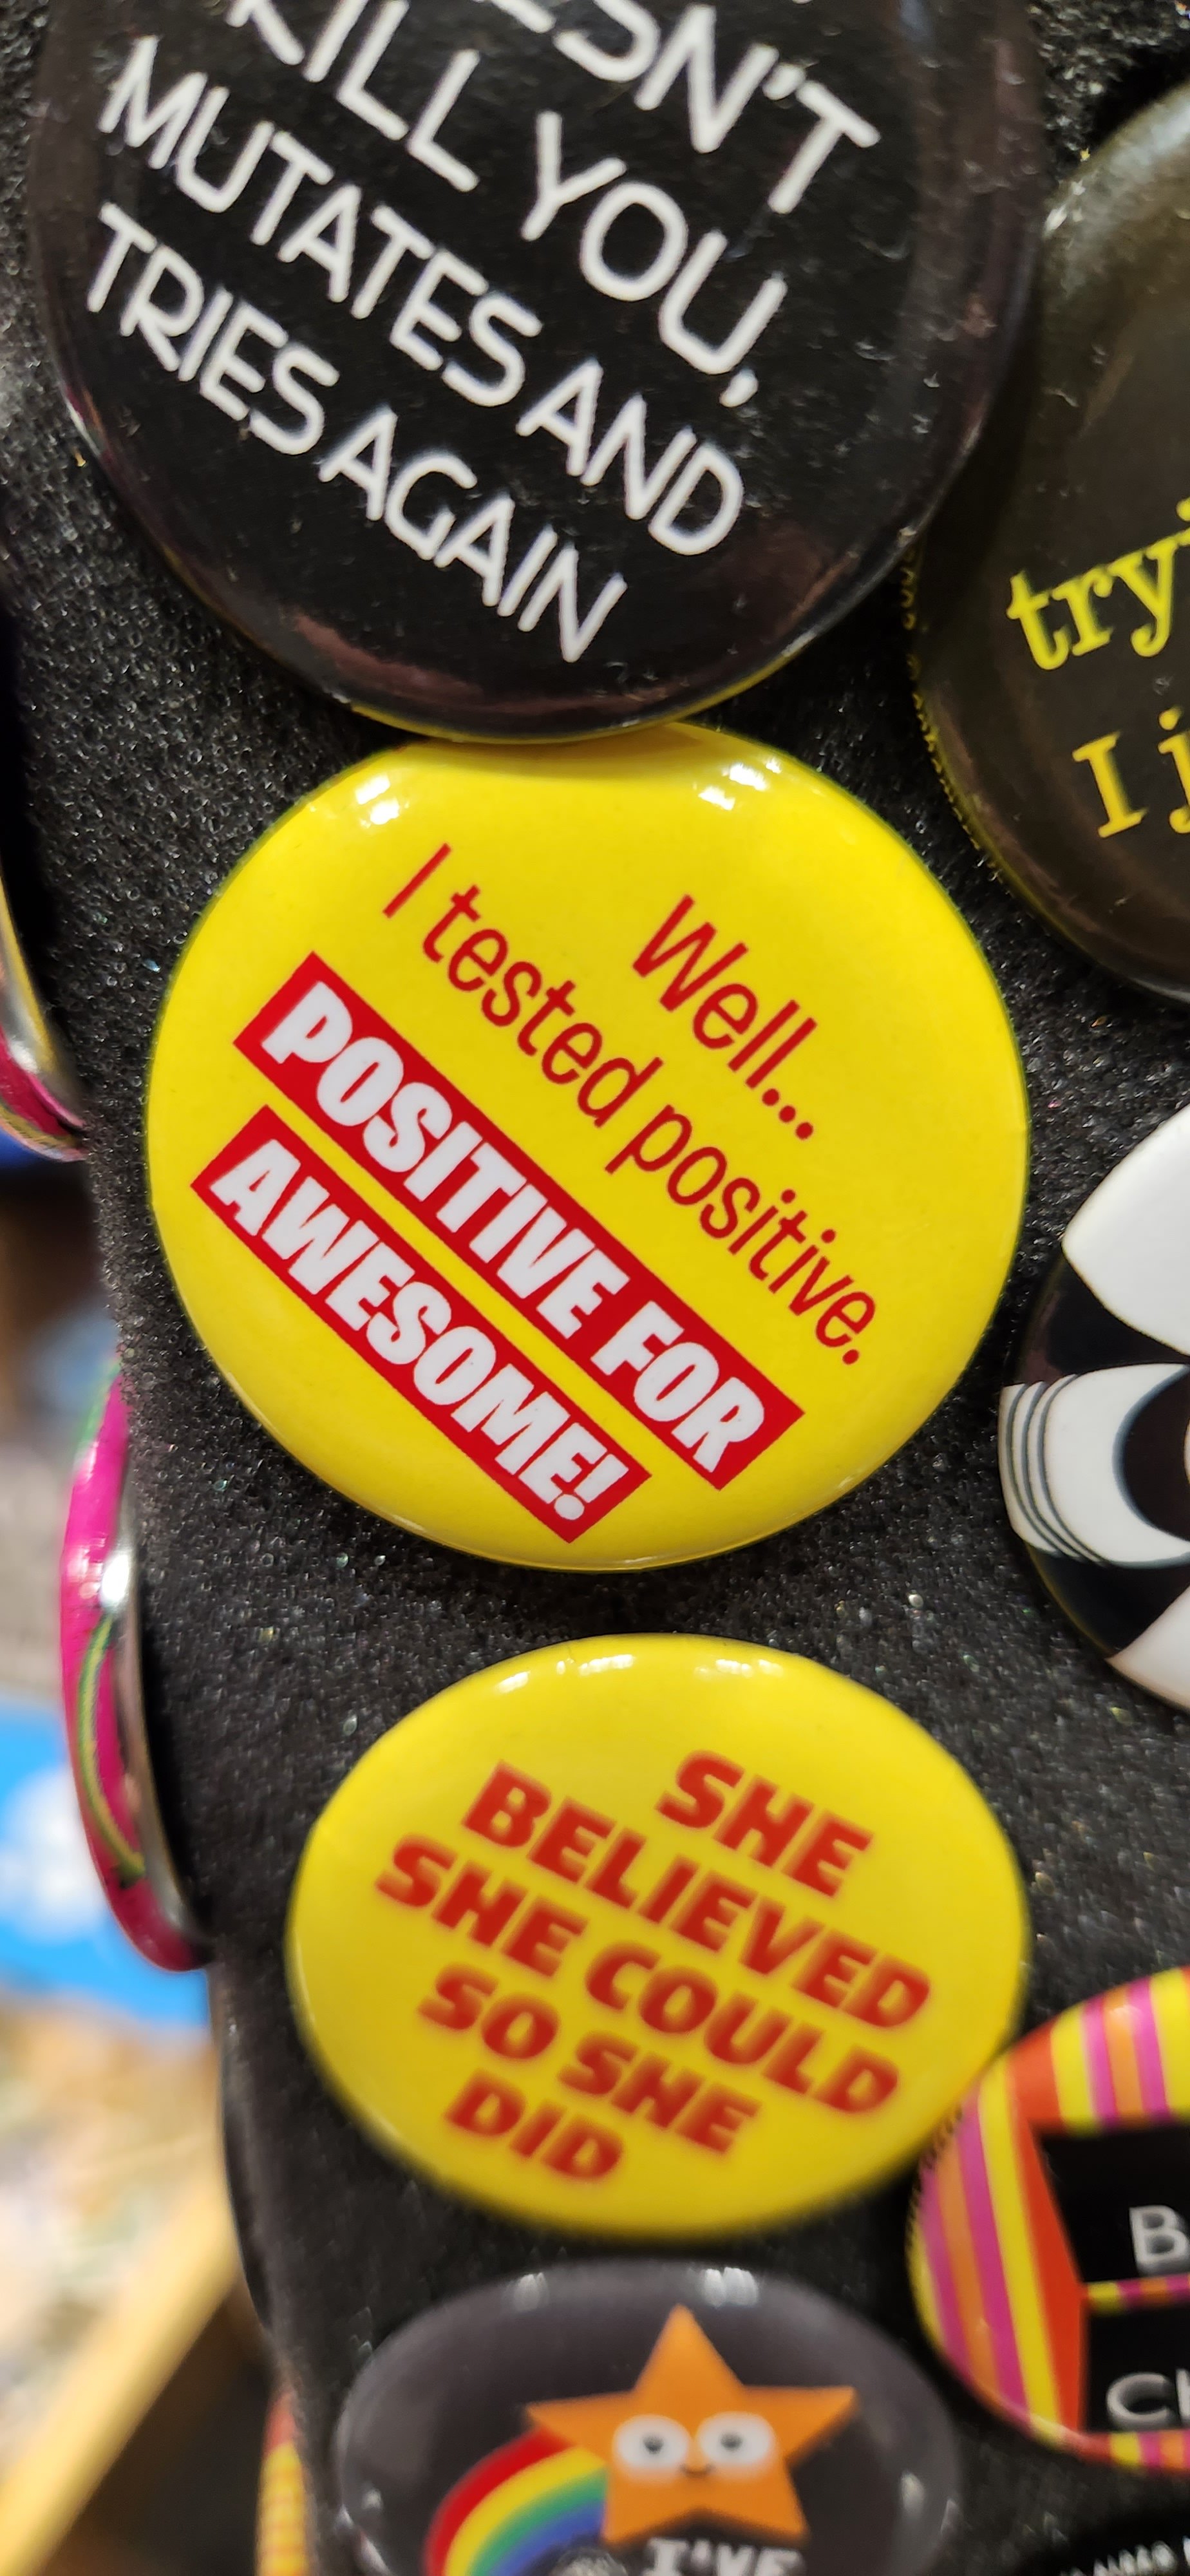 KILL YOU,
MUTATES AND
TRIES AGAIN
I j
Well...
I tested positive.
POSITIVE FOR
AWESOME!
SHE
BELIEVED
SHE COULD
SO SHE
DID
I'VE